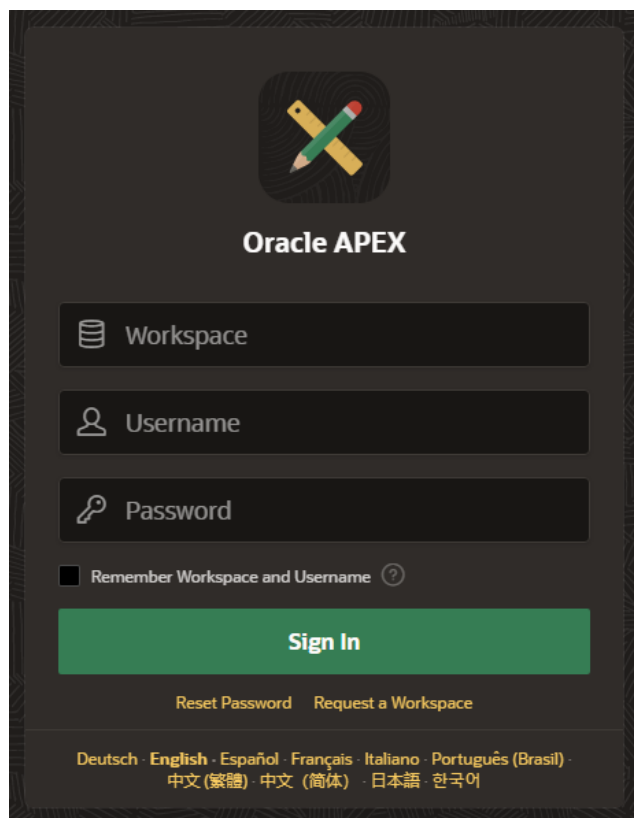 Oracle APEX
Workspace
Username
Password
Remember Workspace and Username ?
Sign In
Reset Password Request a Workspace
Deutsch · English · Español · Français · Italiano · Português (Brasil) ·
中文 (繁體) · 中文（简体） · 日本語 · 한국어